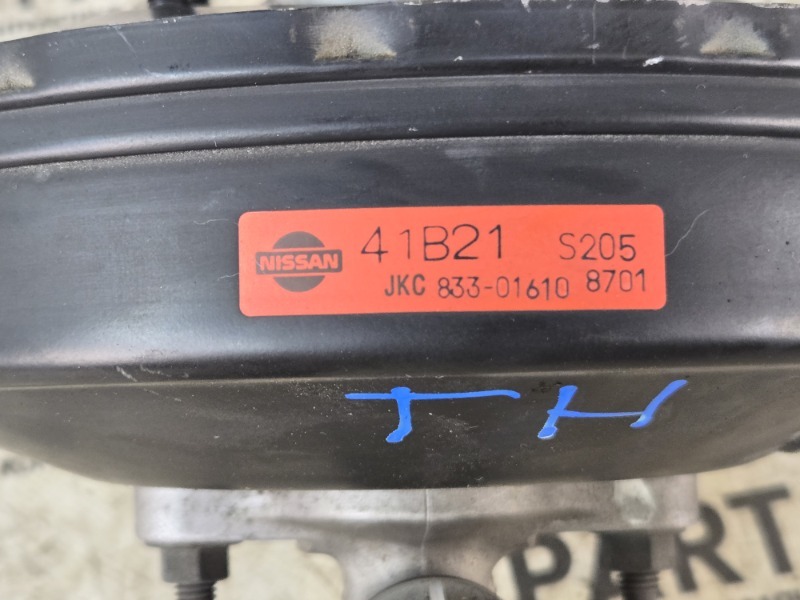 NISSAN 41B21 S205
JKC 833-01610 8701
TH
PART